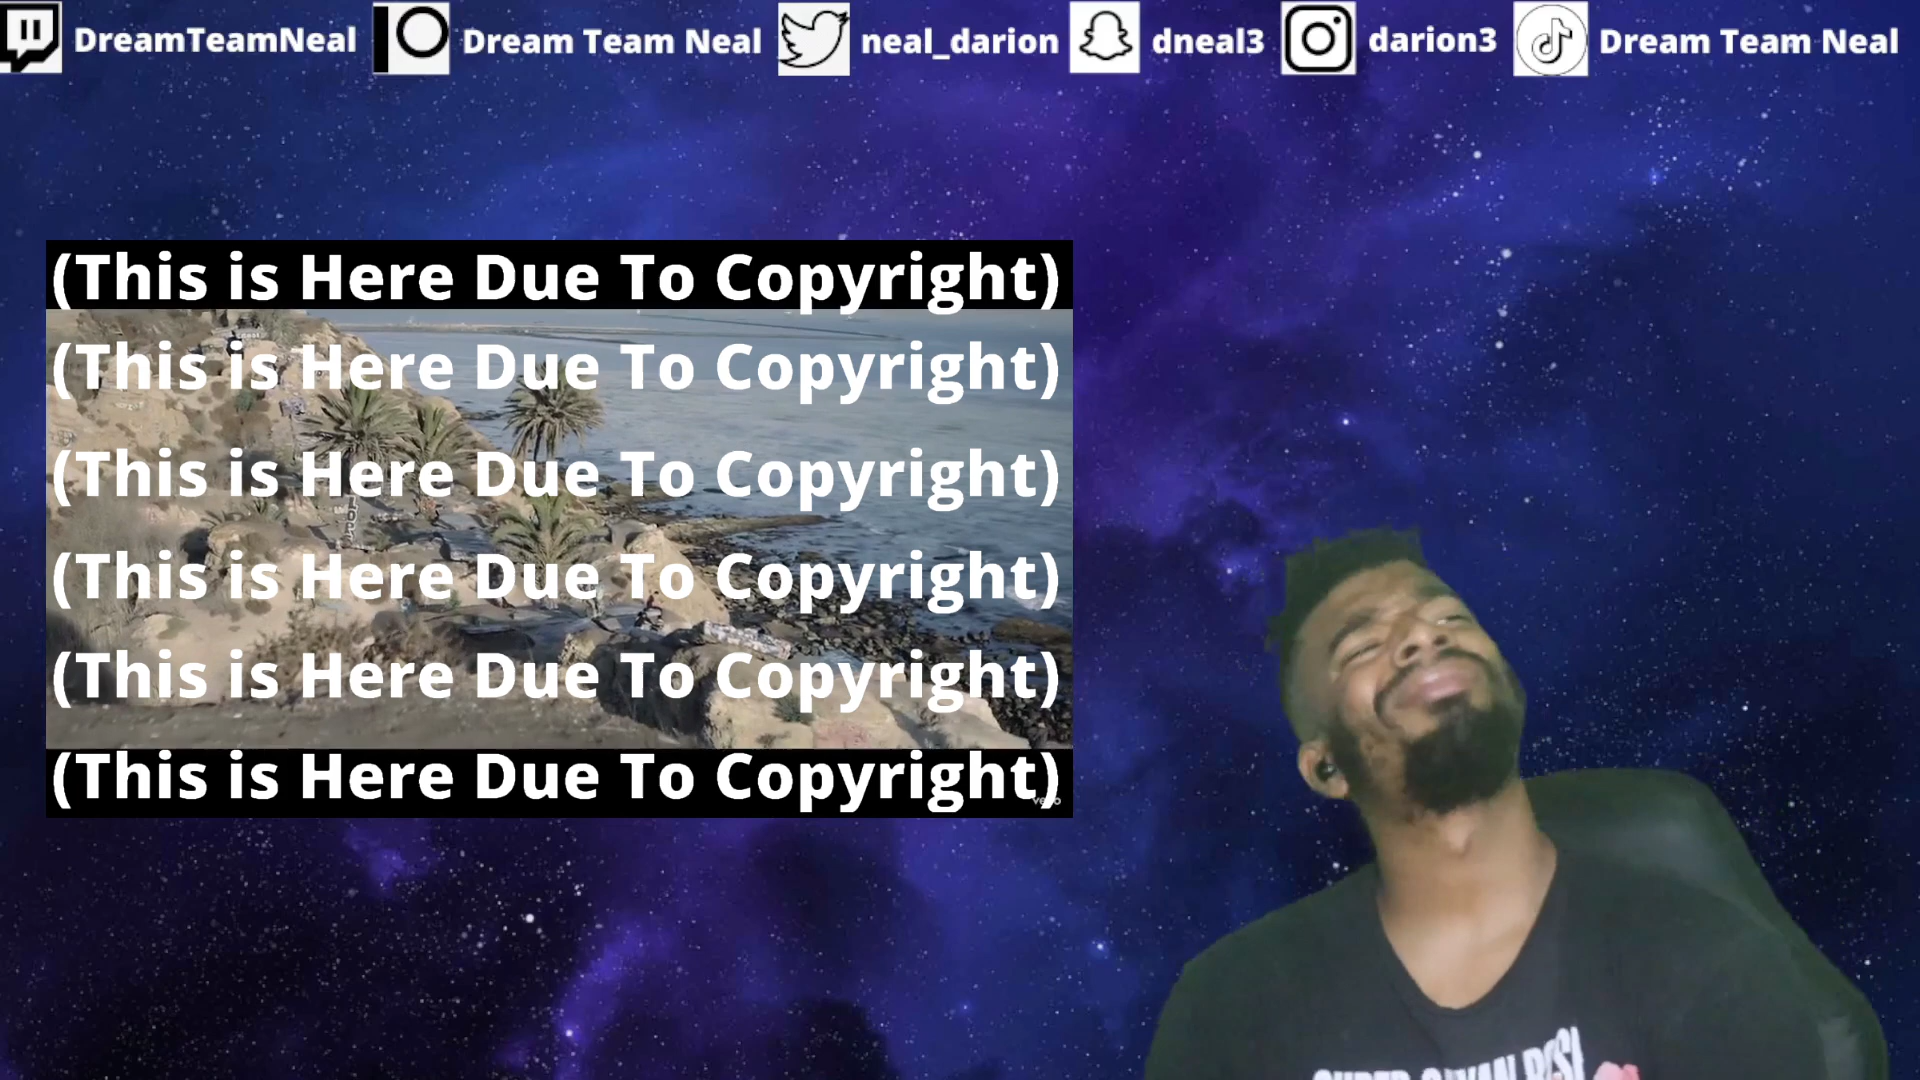 DreamTeamNeal Dream Team Neal neal_darion dneal3 darion3 Dream Team Neal
(This is Here Due To Copyright)
(This is Here Due To Copyright)
(This is Here Due To Copyright)
(This is Here Due To Copyright)
(This is Here Due To Copyright)
(This is Here Due To Copyright)
vevo